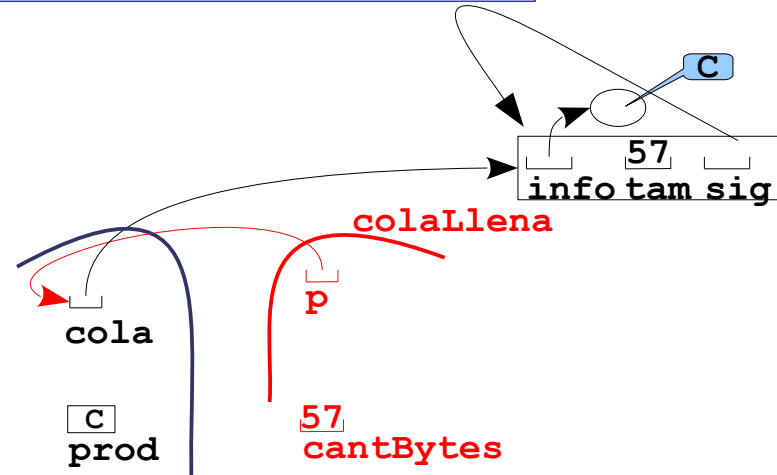 C
57
info tam sig
colaLlena
p
cola
C
prod
57
cantBytes